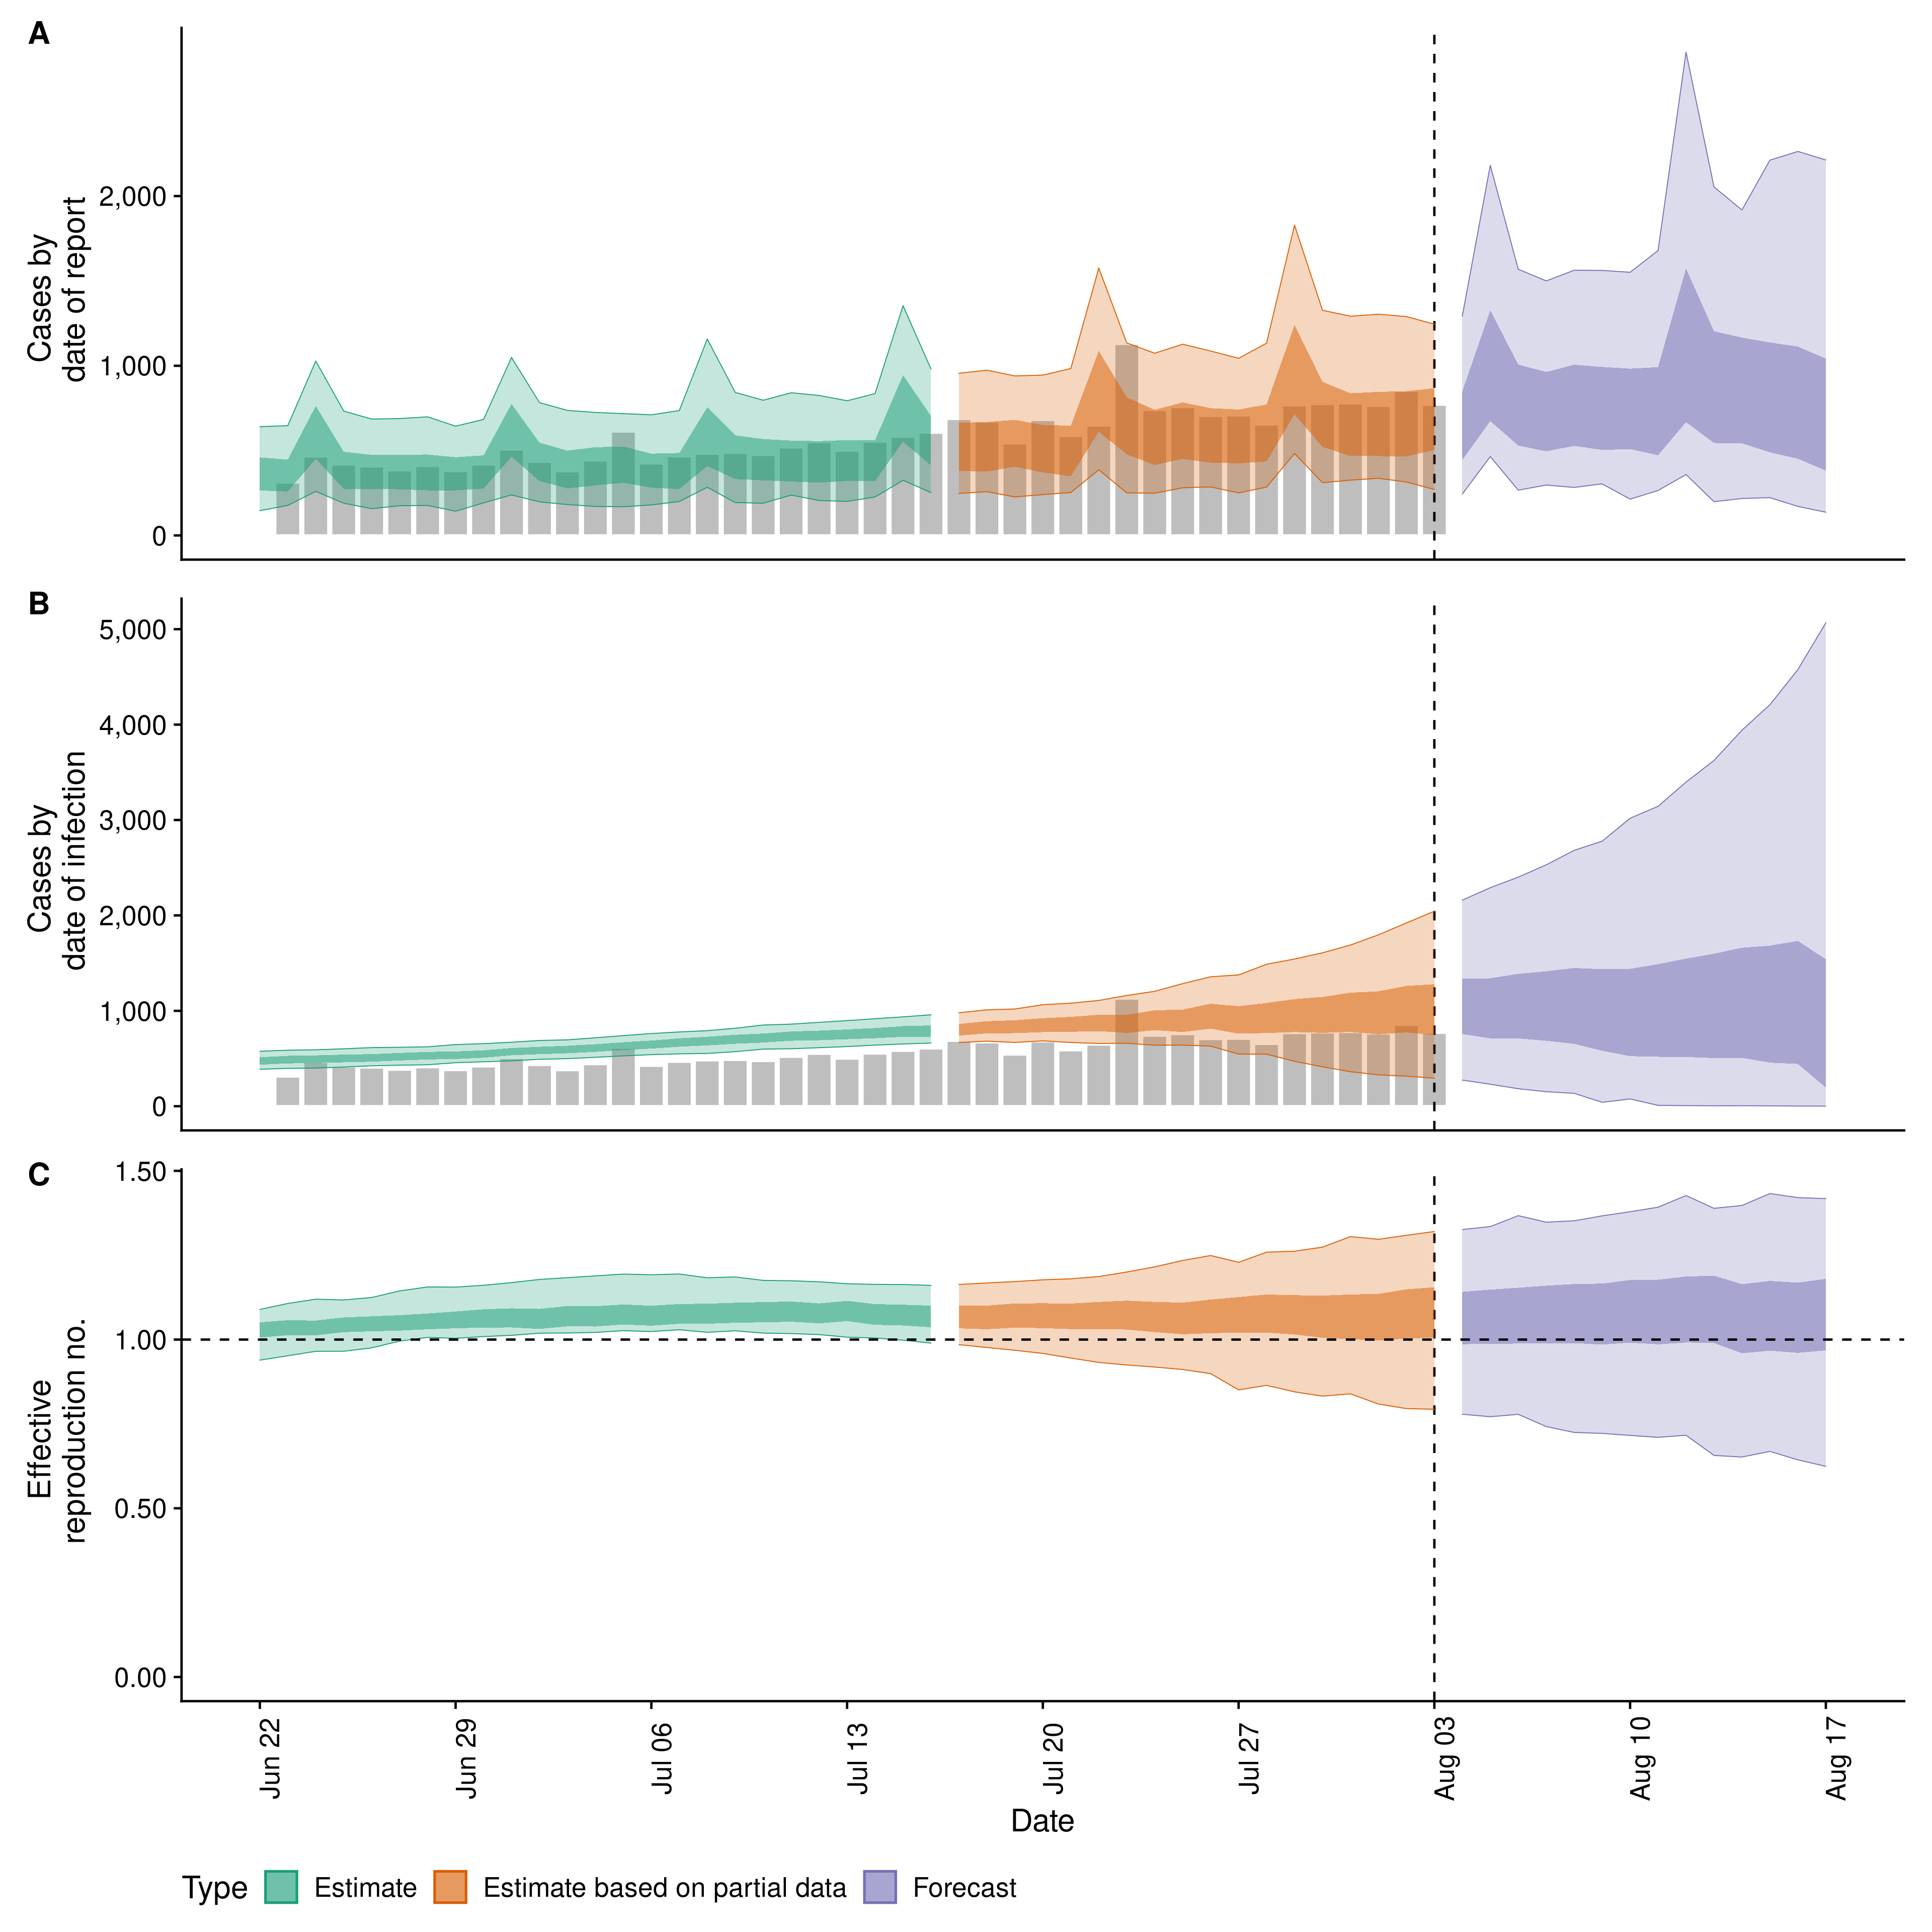 A
Cases by
date of report
2,000
1,000
0
B
Cases by
date of infection
5,000
4,000
3,000
2,000
1,000
0
C
Effective
reproduction no.
1.50
1.00
0.50
0.00
Jun 22
Jun 29
Jul 06
Jul 13
Jul 20
Jul 27
Aug 03
Aug 10
Aug 17
Date
Type Estimate Estimate based on partial data Forecast